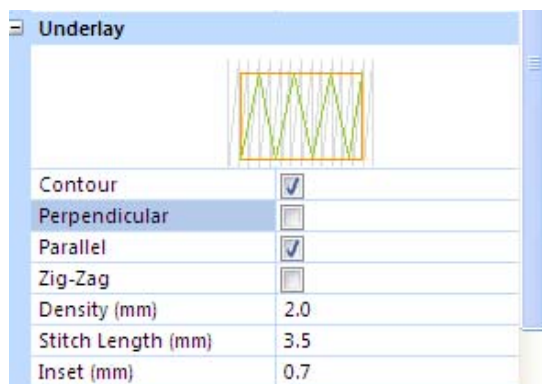 Underlay
Contour
Perpendicular
Parallel
Zig-Zag
Density (mm) 2.0
Stitch Length (mm) 3.5
Inset (mm) 0.7